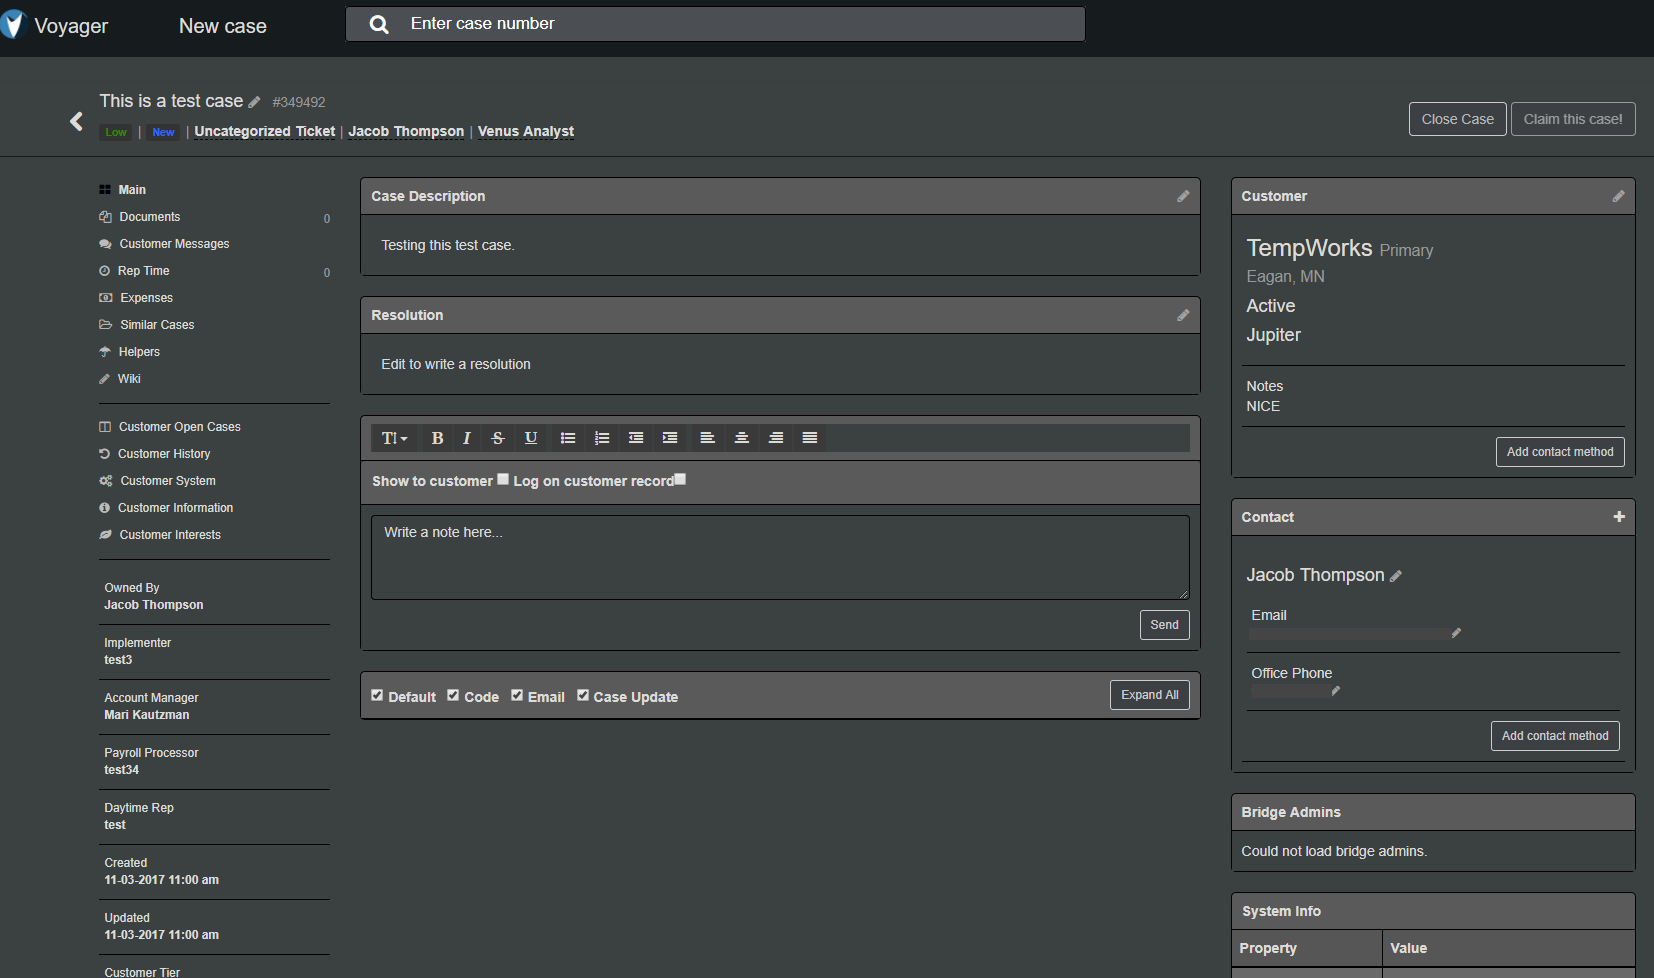 Voyager
New case
Enter case number
This is a test case #349492
Low | New | Uncategorized Ticket | Jacob Thompson | Venus Analyst
Close Case
Claim this case!
Main
Documents 0
Customer Messages
Rep Time 0
Expenses
Similar Cases
Helpers
Wiki
Customer Open Cases
Customer History
Customer System
Customer Information
Customer Interests
Owned By
Jacob Thompson
Implementer
test3
Account Manager
Mari Kautzman
Payroll Processor
test34
Daytime Rep
test
Created
11-03-2017 11:00 am
Updated
11-03-2017 11:00 am
Customer Tier
Case Description
Testing this test case.
Resolution
Edit to write a resolution
T B I S U
Show to customer Log on customer record
Write a note here...
Send
Default Code Email Case Update
Expand All
Customer
TempWorks Primary
Eagan, MN
Active
Jupiter
Notes
NICE
Add contact method
Contact
Jacob Thompson
Email
Office Phone
Add contact method
Bridge Admins
Could not load bridge admins.
System Info
Property Value